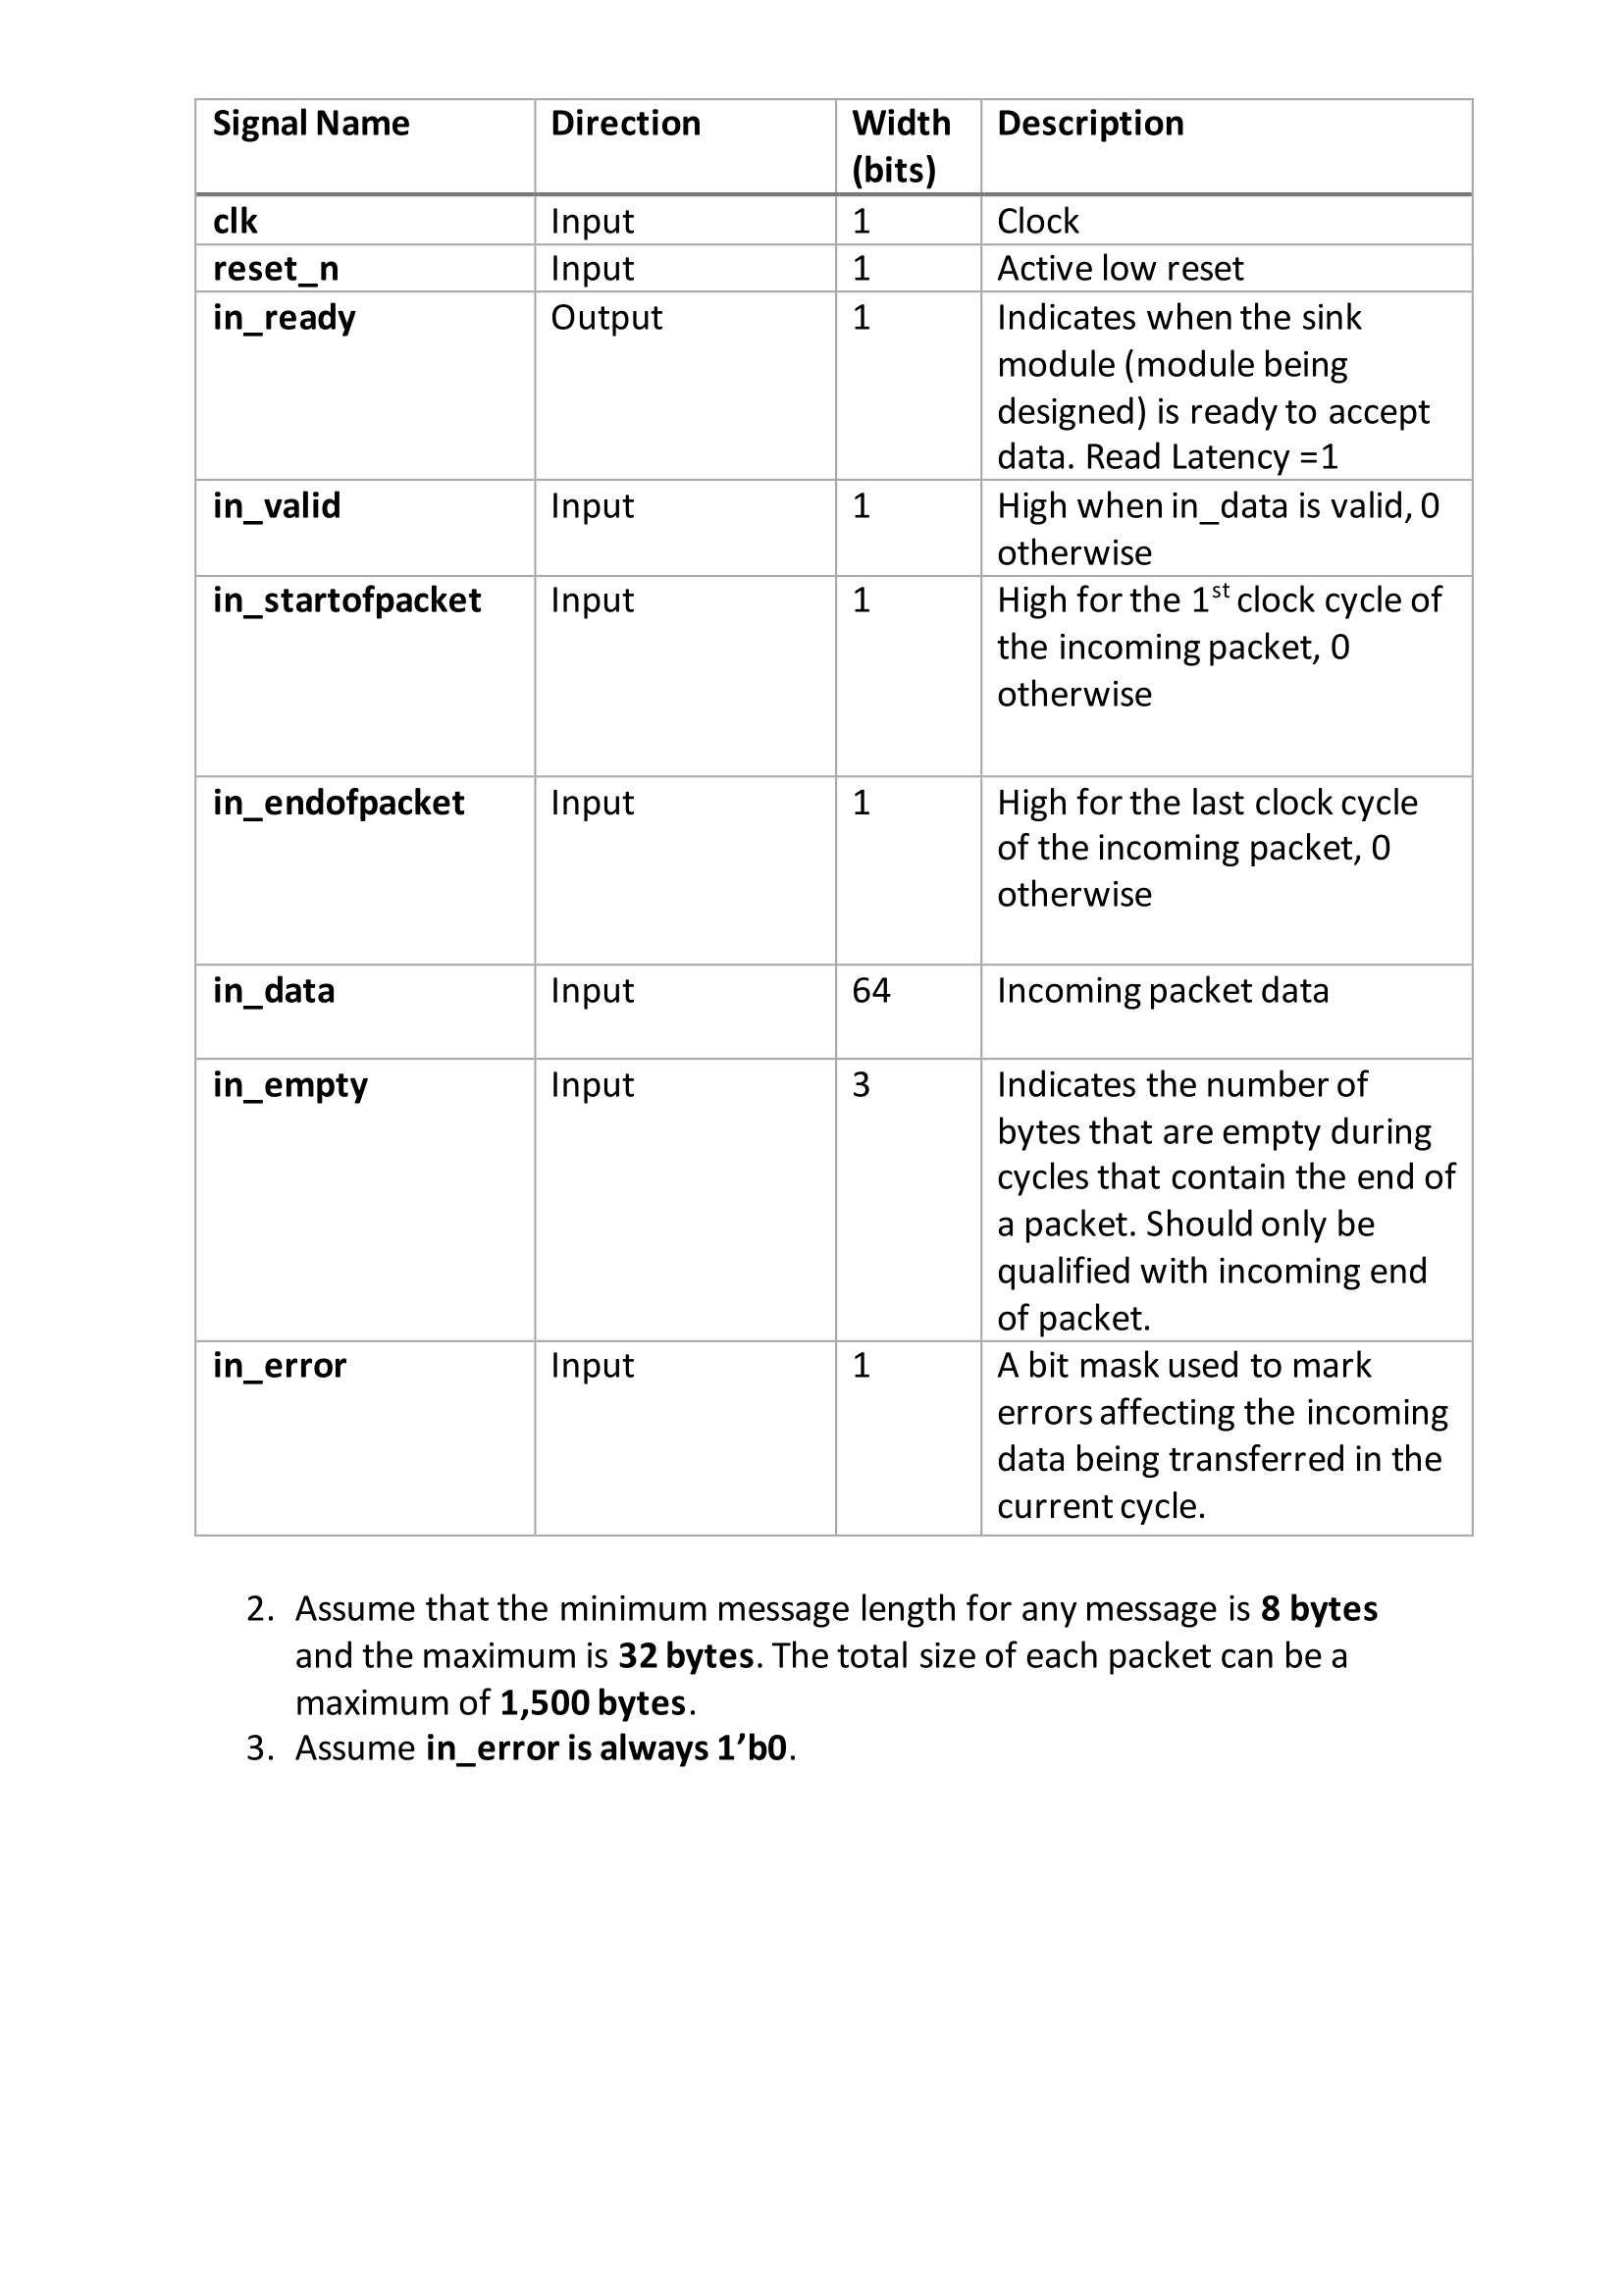 Signal Name Direction Width Description
(bits)
clk Input 1 Clock
reset_n Input 1 Active low reset
in_ready Output 1 Indicates when the sink
module (module being
designed) is ready to accept
data. Read Latency =1
in_valid Input 1 High when in_data is valid, 0
otherwise
in_startofpacket Input 1 High for the 1st clock cycle of
the incoming packet, 0
otherwise
in_endofpacket Input 1 High for the last clock cycle
of the incoming packet, 0
otherwise
in_data Input 64 Incoming packet data
in_empty Input 3 Indicates the number of
bytes that are empty during
cycles that contain the end of
a packet. Should only be
qualified with incoming end
of packet.
in_error Input 1 A bit mask used to mark
errors affecting the incoming
data being transferred in the
current cycle.
2. Assume that the minimum message length for any message is 8 bytes
and the maximum is 32 bytes. The total size of each packet can be a
maximum of 1,500 bytes.
3. Assume in_error is always 1’b0.